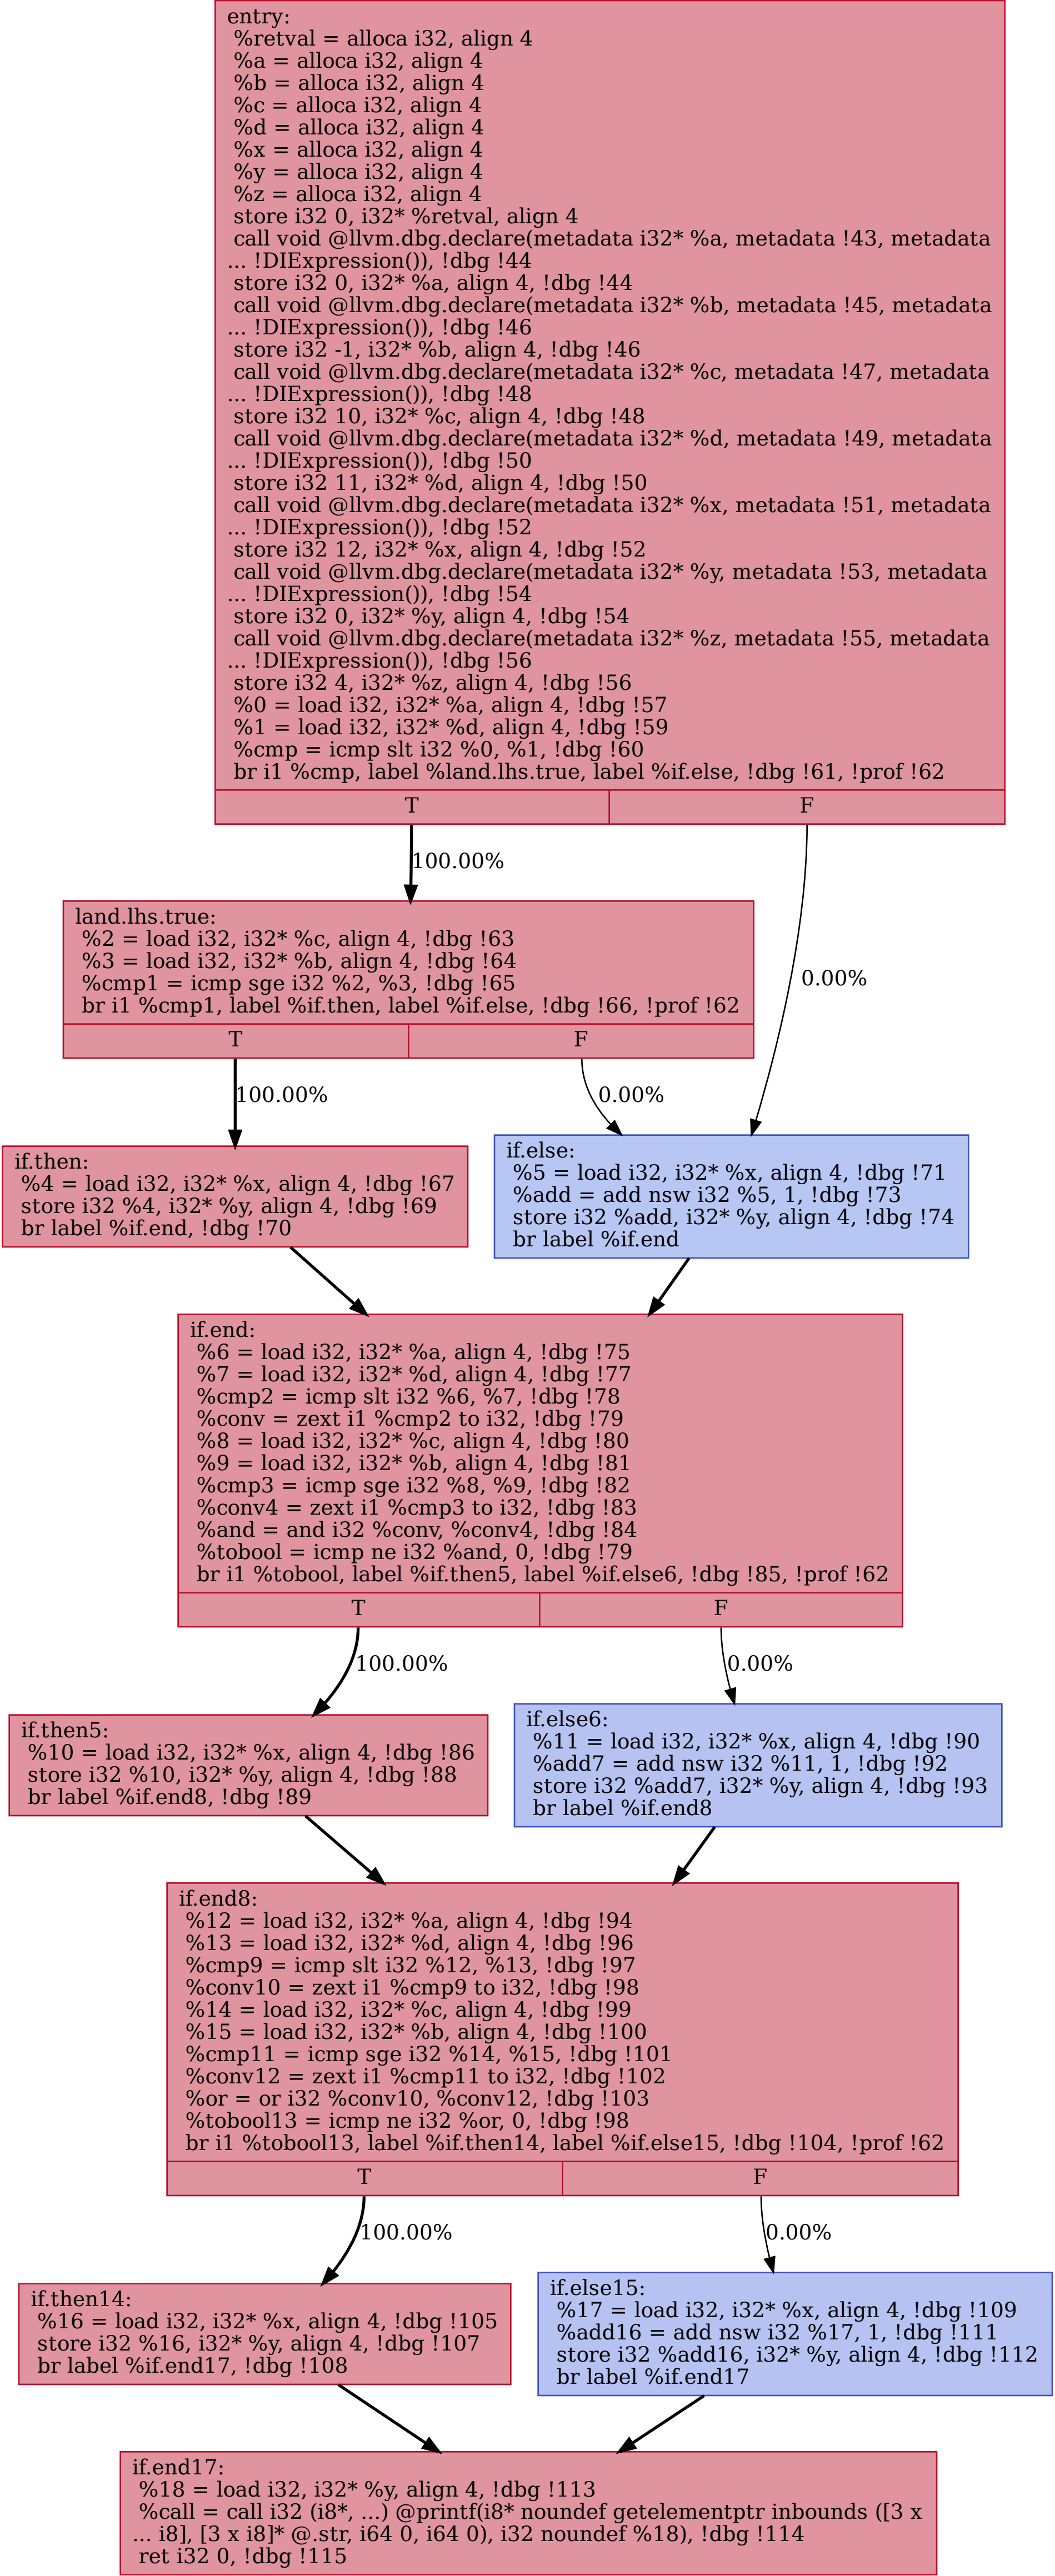 entry:
%retval = alloca i32, align 4
%a = alloca i32, align 4
%b = alloca i32, align 4
%c = alloca i32, align 4
%d = alloca i32, align 4
%x = alloca i32, align 4
%y = alloca i32, align 4
%z = alloca i32, align 4
store i32 0, i32* %retval, align 4
call void @llvm.dbg.declare(metadata i32* %a, metadata !43, metadata
... !DIExpression()), !dbg !44
store i32 0, i32* %a, align 4, !dbg !44
call void @llvm.dbg.declare(metadata i32* %b, metadata !45, metadata
... !DIExpression()), !dbg !46
store i32 -1, i32* %b, align 4, !dbg !46
call void @llvm.dbg.declare(metadata i32* %c, metadata !47, metadata
... !DIExpression()), !dbg !48
store i32 10, i32* %c, align 4, !dbg !48
call void @llvm.dbg.declare(metadata i32* %d, metadata !49, metadata
... !DIExpression()), !dbg !50
store i32 11, i32* %d, align 4, !dbg !50
call void @llvm.dbg.declare(metadata i32* %x, metadata !51, metadata
... !DIExpression()), !dbg !52
store i32 12, i32* %x, align 4, !dbg !52
call void @llvm.dbg.declare(metadata i32* %y, metadata !53, metadata
... !DIExpression()), !dbg !54
store i32 0, i32* %y, align 4, !dbg !54
call void @llvm.dbg.declare(metadata i32* %z, metadata !55, metadata
... !DIExpression()), !dbg !56
store i32 4, i32* %z, align 4, !dbg !56
%0 = load i32, i32* %a, align 4, !dbg !57
%1 = load i32, i32* %d, align 4, !dbg !59
%cmp = icmp slt i32 %0, %1, !dbg !60
br i1 %cmp, label %land.lhs.true, label %if.else, !dbg !61, !prof !62
T F
100.00%
land.lhs.true:
%2 = load i32, i32* %c, align 4, !dbg !63
%3 = load i32, i32* %b, align 4, !dbg !64
%cmp1 = icmp sge i32 %2, %3, !dbg !65
br i1 %cmp1, label %if.then, label %if.else, !dbg !66, !prof !62
T F
0.00%
100.00%
0.00%
if.then:
%4 = load i32, i32* %x, align 4, !dbg !67
store i32 %4, i32* %y, align 4, !dbg !69
br label %if.end, !dbg !70
if.else:
%5 = load i32, i32* %x, align 4, !dbg !71
%add = add nsw i32 %5, 1, !dbg !73
store i32 %add, i32* %y, align 4, !dbg !74
br label %if.end
if.end:
%6 = load i32, i32* %a, align 4, !dbg !75
%7 = load i32, i32* %d, align 4, !dbg !77
%cmp2 = icmp slt i32 %6, %7, !dbg !78
%conv = zext i1 %cmp2 to i32, !dbg !79
%8 = load i32, i32* %c, align 4, !dbg !80
%9 = load i32, i32* %b, align 4, !dbg !81
%cmp3 = icmp sge i32 %8, %9, !dbg !82
%conv4 = zext i1 %cmp3 to i32, !dbg !83
%and = and i32 %conv, %conv4, !dbg !84
%tobool = icmp ne i32 %and, 0, !dbg !79
br i1 %tobool, label %if.then5, label %if.else6, !dbg !85, !prof !62
T F
100.00%
0.00%
if.then5:
%10 = load i32, i32* %x, align 4, !dbg !86
store i32 %10, i32* %y, align 4, !dbg !88
br label %if.end8, !dbg !89
if.else6:
%11 = load i32, i32* %x, align 4, !dbg !90
%add7 = add nsw i32 %11, 1, !dbg !92
store i32 %add7, i32* %y, align 4, !dbg !93
br label %if.end8
if.end8:
%12 = load i32, i32* %a, align 4, !dbg !94
%13 = load i32, i32* %d, align 4, !dbg !96
%cmp9 = icmp slt i32 %12, %13, !dbg !97
%conv10 = zext i1 %cmp9 to i32, !dbg !98
%14 = load i32, i32* %c, align 4, !dbg !99
%15 = load i32, i32* %b, align 4, !dbg !100
%cmp11 = icmp sge i32 %14, %15, !dbg !101
%conv12 = zext i1 %cmp11 to i32, !dbg !102
%or = or i32 %conv10, %conv12, !dbg !103
%tobool13 = icmp ne i32 %or, 0, !dbg !98
br i1 %tobool13, label %if.then14, label %if.else15, !dbg !104, !prof !62
T F
100.00%
0.00%
if.then14:
%16 = load i32, i32* %x, align 4, !dbg !105
store i32 %16, i32* %y, align 4, !dbg !107
br label %if.end17, !dbg !108
if.else15:
%17 = load i32, i32* %x, align 4, !dbg !109
%add16 = add nsw i32 %17, 1, !dbg !111
store i32 %add16, i32* %y, align 4, !dbg !112
br label %if.end17
if.end17:
%18 = load i32, i32* %y, align 4, !dbg !113
%call = call i32 (i8*, ...) @printf(i8* noundef getelementptr inbounds ([3 x
... i8], [3 x i8]* @.str, i64 0, i64 0), i32 noundef %18), !dbg !114
ret i32 0, !dbg !115